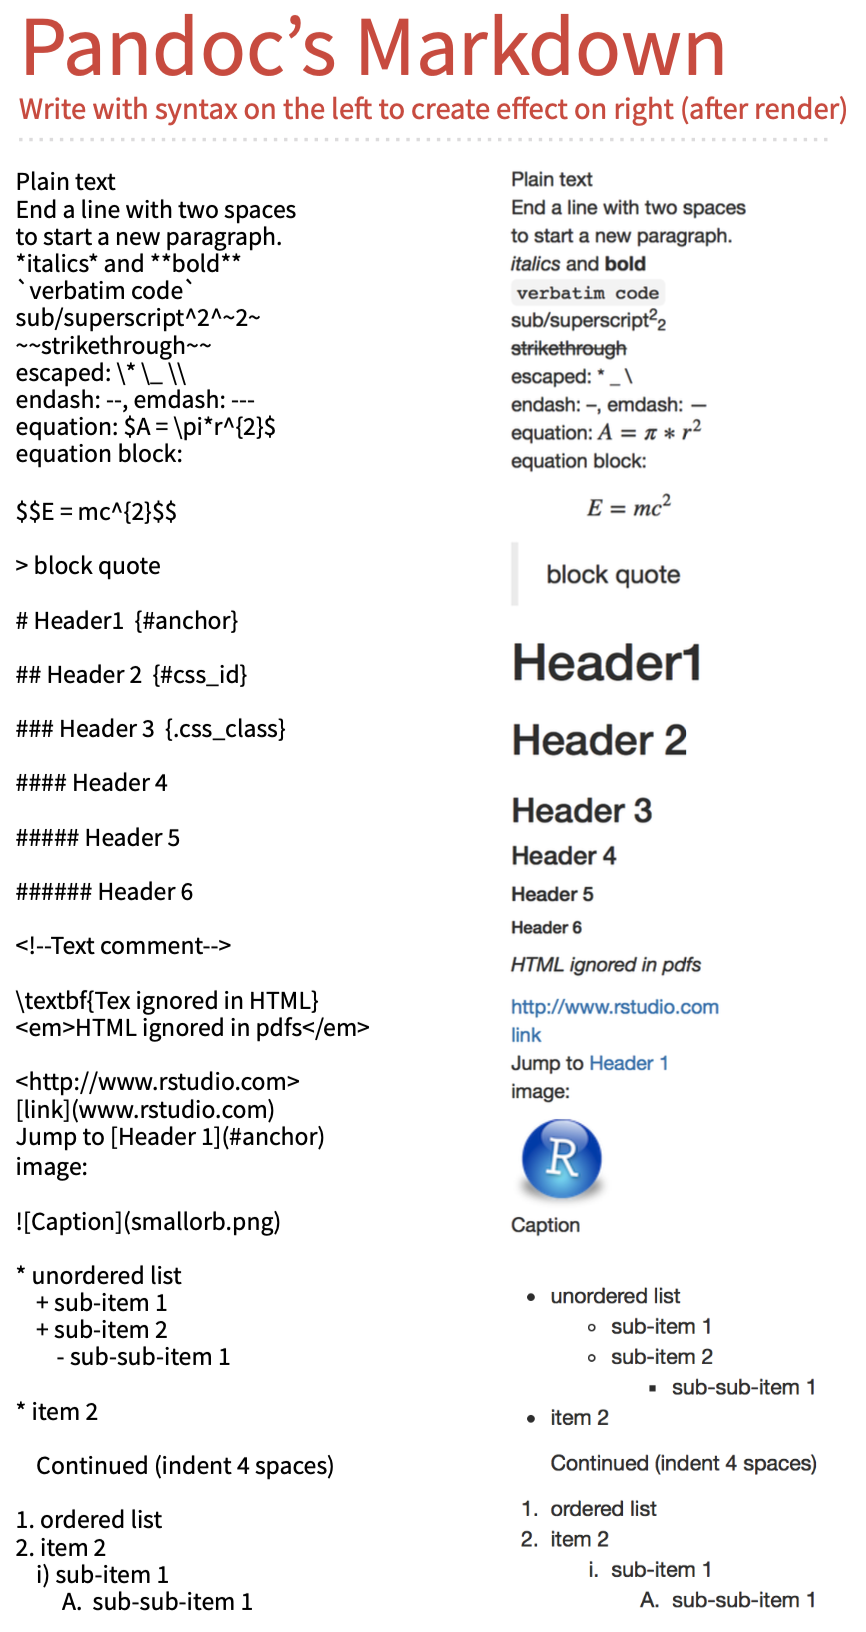 Pandoc’s Markdown
Write with syntax on the left to create effect on right (after render)
Plain text
End a line with two spaces
to start a new paragraph.
*italics* and **bold**
`verbatim code`
sub/superscript^2^~2~
~~strikethrough~~
escaped: \* \_ \\
endash: --, emdash: ---
equation: $A = \pi*r^{2}$
equation block:
$$E = mc^{2}$$
> block quote
# Header1 {#anchor}
## Header 2 {#css_id}
### Header 3 {.css_class}
#### Header 4
##### Header 5
###### Header 6
<!--Text comment-->
\textbf{Tex ignored in HTML}
<em>HTML ignored in pdfs</em>
<http://www.rstudio.com>
[link](www.rstudio.com)
Jump to [Header 1](#anchor)
image:
![Caption](smallorb.png)
* unordered list
+ sub-item 1
+ sub-item 2
- sub-sub-item 1
* item 2
Continued (indent 4 spaces)
1. ordered list
2. item 2
i) sub-item 1
A. sub-sub-item 1
Plain text
End a line with two spaces
to start a new paragraph.
italics and bold
verbatim code
sub/superscript²₂
strikethrough
escaped: * _ \
endash: –, emdash: —
equation: A = π * r²
equation block:
E = mc²
block quote
Header1
Header 2
Header 3
Header 4
Header 5
Header 6
HTML ignored in pdfs
http://www.rstudio.com
link
Jump to Header 1
image:
R
Caption
• unordered list
◦ sub-item 1
◦ sub-item 2
▪ sub-sub-item 1
• item 2
Continued (indent 4 spaces)
1. ordered list
2. item 2
i. sub-item 1
A. sub-sub-item 1